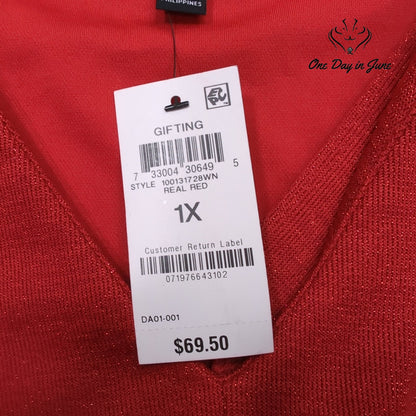 PHILIPPINES
One Day in June
GIFTING
7 33004 30649 5
STYLE 100131728WN
REAL RED
1X
Customer Return Label
071976643102
DA01-001
$69.50